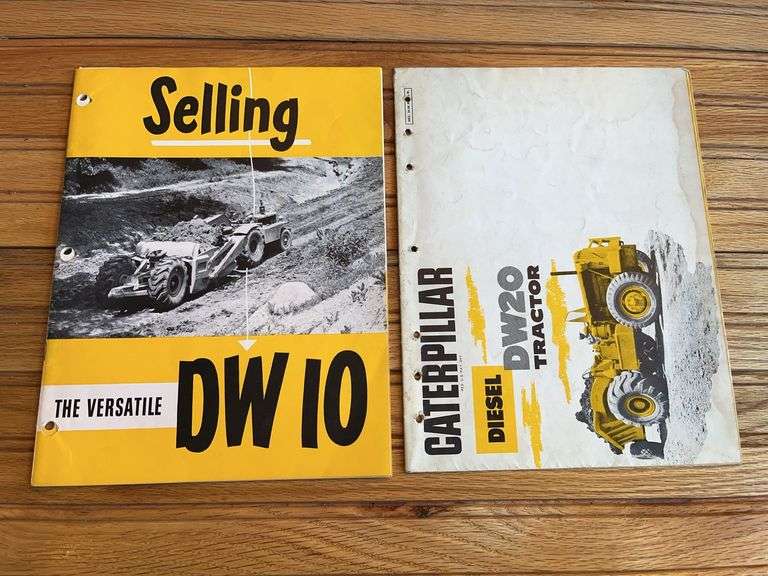 Selling
THE VERSATILE
DW 10
CATERPILLAR
DIESEL
DW20
TRACTOR